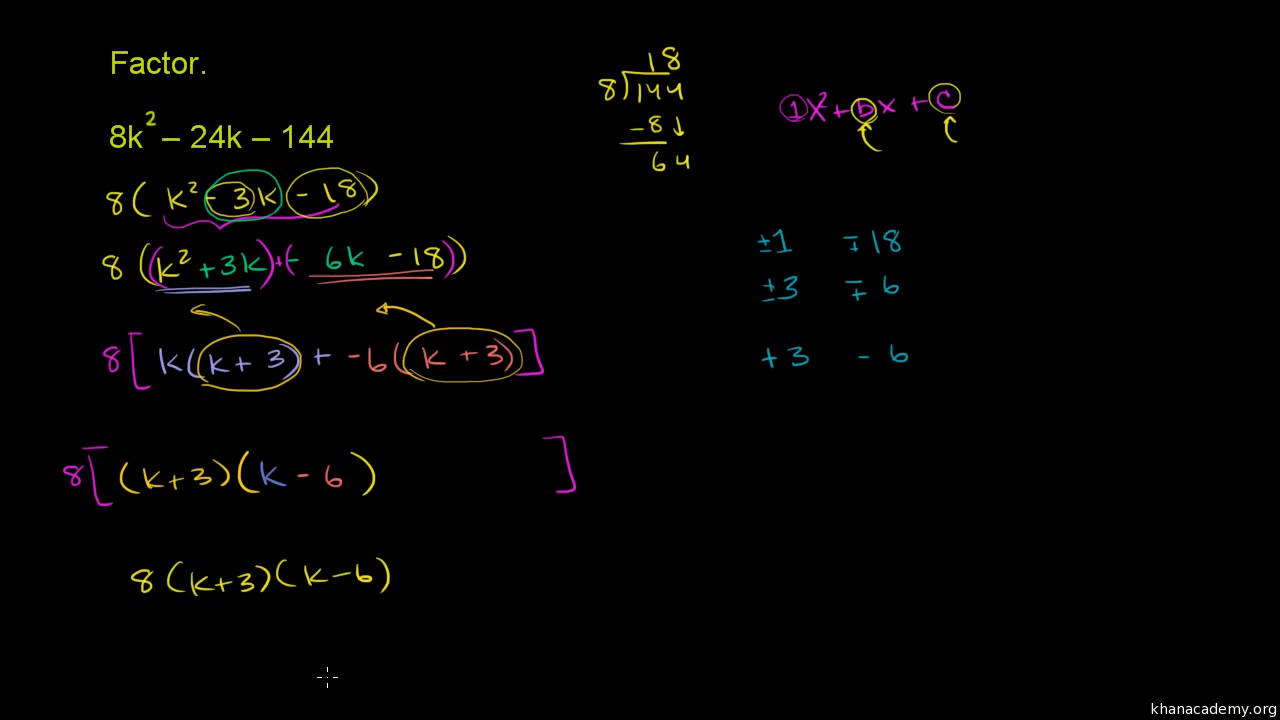 Factor.
8k² – 24k – 144
8 ( k² - 3k - 18 )
8 ((k² + 3k) + (- 6k - 18))
8 [ k(k + 3) + -6(k + 3) ]
8 [ (k+3)(k - 6) ]
8 (k+3)(k-6)
18
8)144
-8↓
64
1x² + bx + c
±1 ∓18
±3 ∓6
+3 -6
khanacademy.org